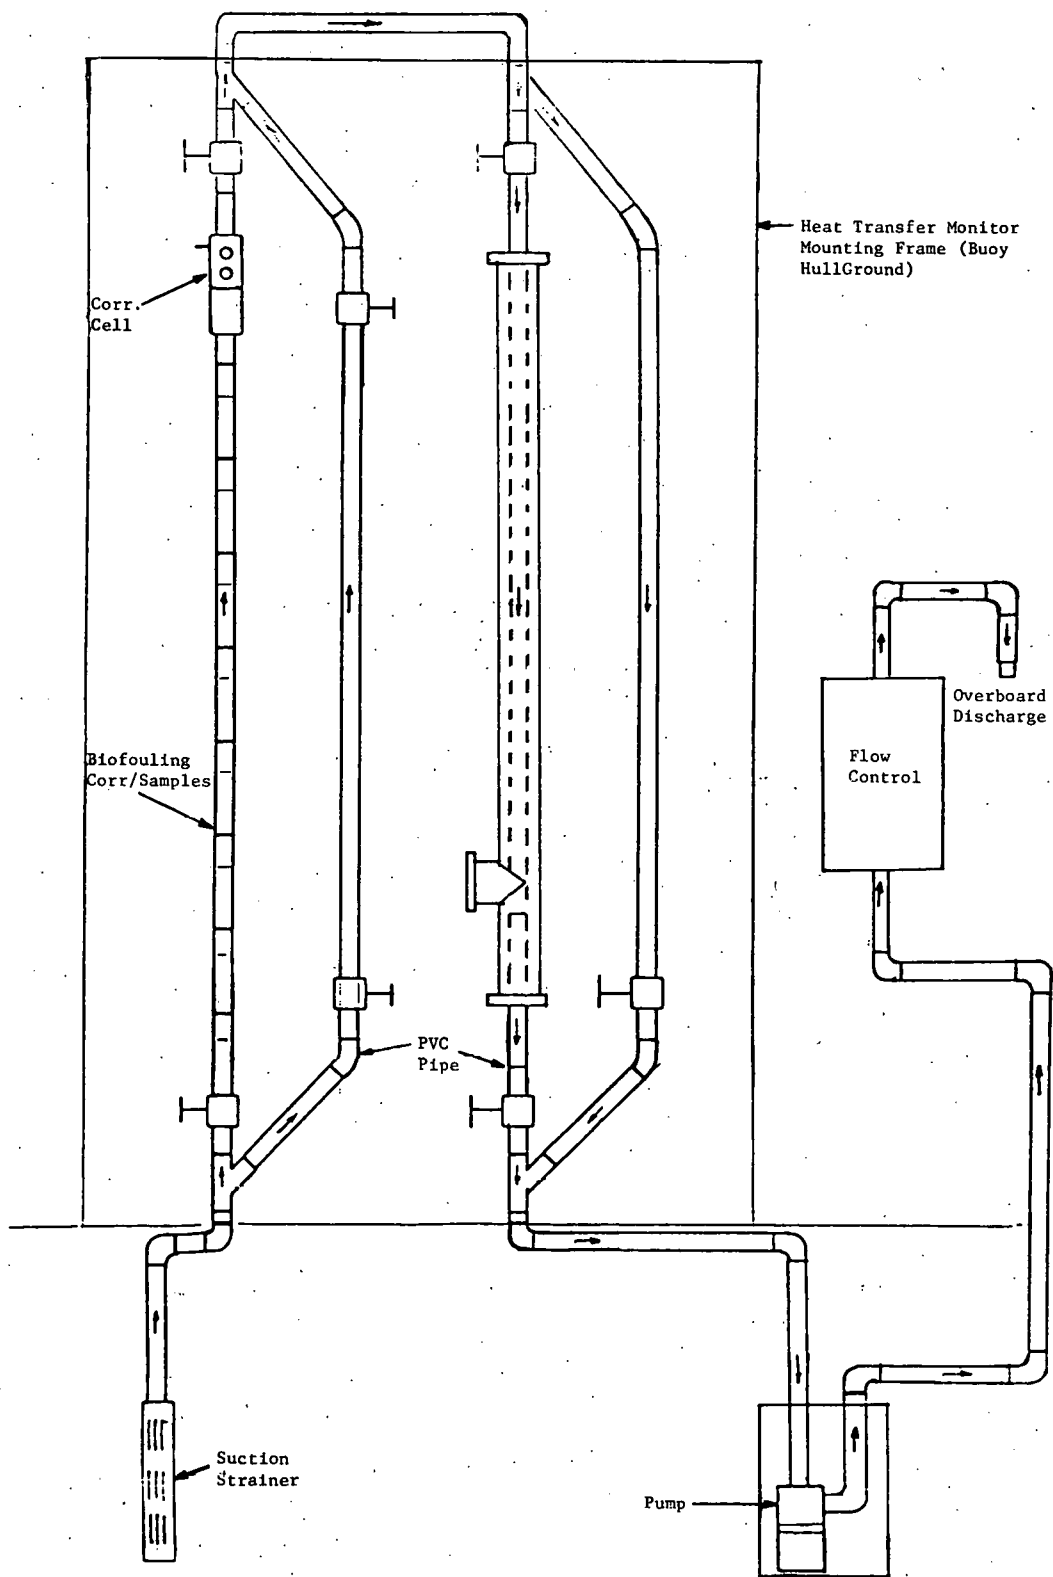 Heat Transfer Monitor
Mounting Frame (Buoy
HullGround)
Corr.
Cell
Overboard
Discharge
Flow
Control
Biofouling
Corr/Samples
PVC
Pipe
Suction
Strainer
Pump